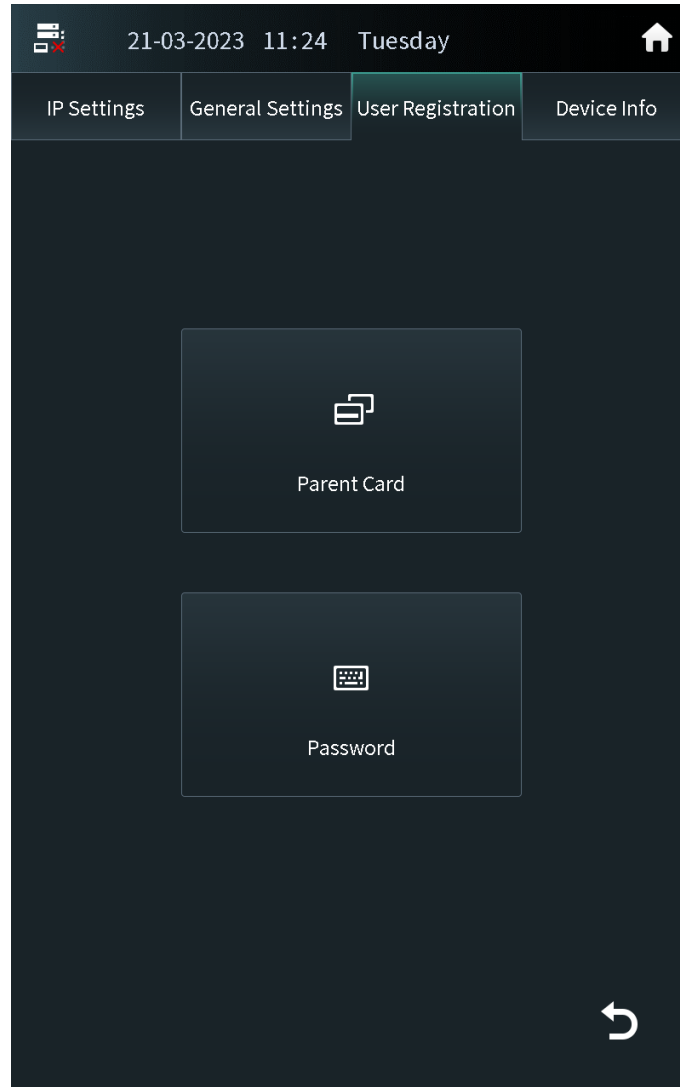 21-03-2023 11:24 Tuesday
IP Settings General Settings User Registration Device Info
Parent Card
Password